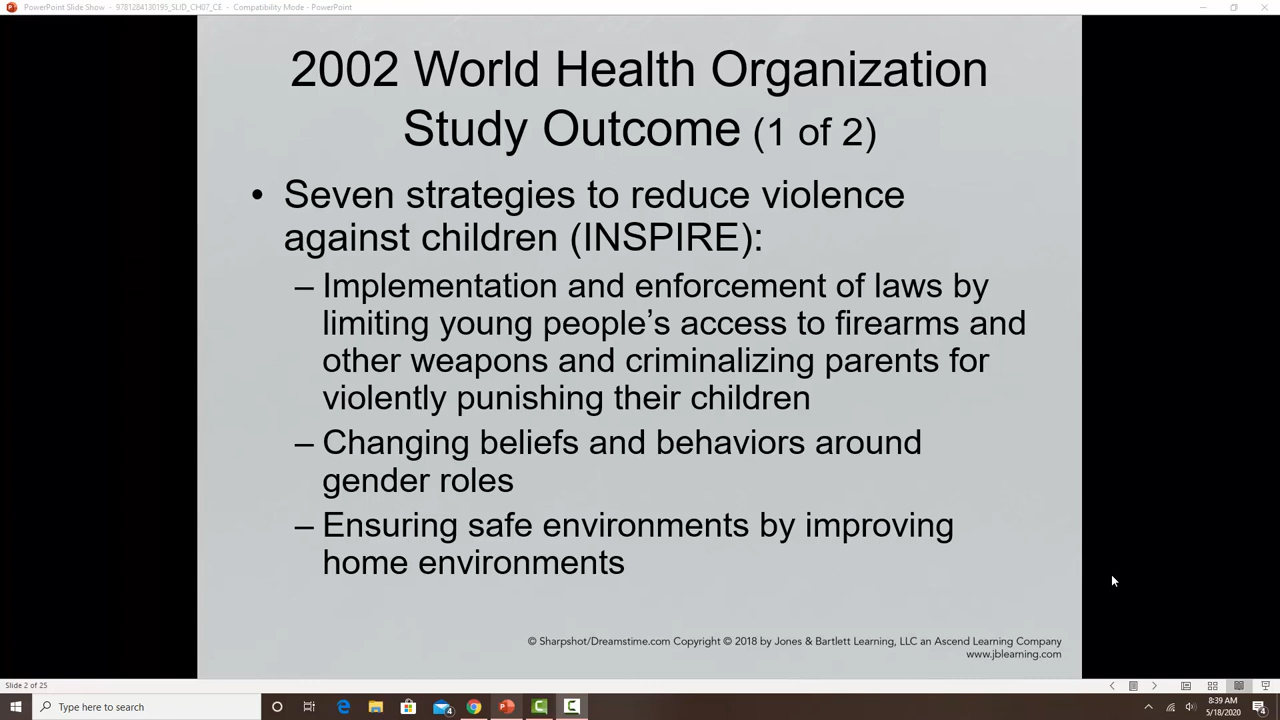 PowerPoint Slide Show - 9781284130195_SLID_CH07_CE - Compatibility Mode - PowerPoint
2002 World Health Organization
Study Outcome (1 of 2)
• Seven strategies to reduce violence
against children (INSPIRE):
– Implementation and enforcement of laws by
limiting young people’s access to firearms and
other weapons and criminalizing parents for
violently punishing their children
– Changing beliefs and behaviors around
gender roles
– Ensuring safe environments by improving
home environments
© Sharpshot/Dreamstime.com Copyright © 2018 by Jones & Bartlett Learning, LLC an Ascend Learning Company
www.jblearning.com
Slide 2 of 25
Type here to search
4
8:39 AM
5/18/2020
4